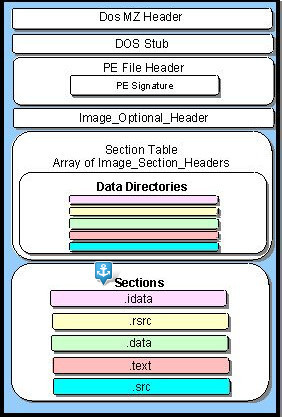 Dos MZ Header
DOS Stub
PE File Header
PE Signature
Image_Optional_Header
Section Table
Array of Image_Section_Headers
Data Directories
Sections
.idata
.rsrc
.data
.text
.src